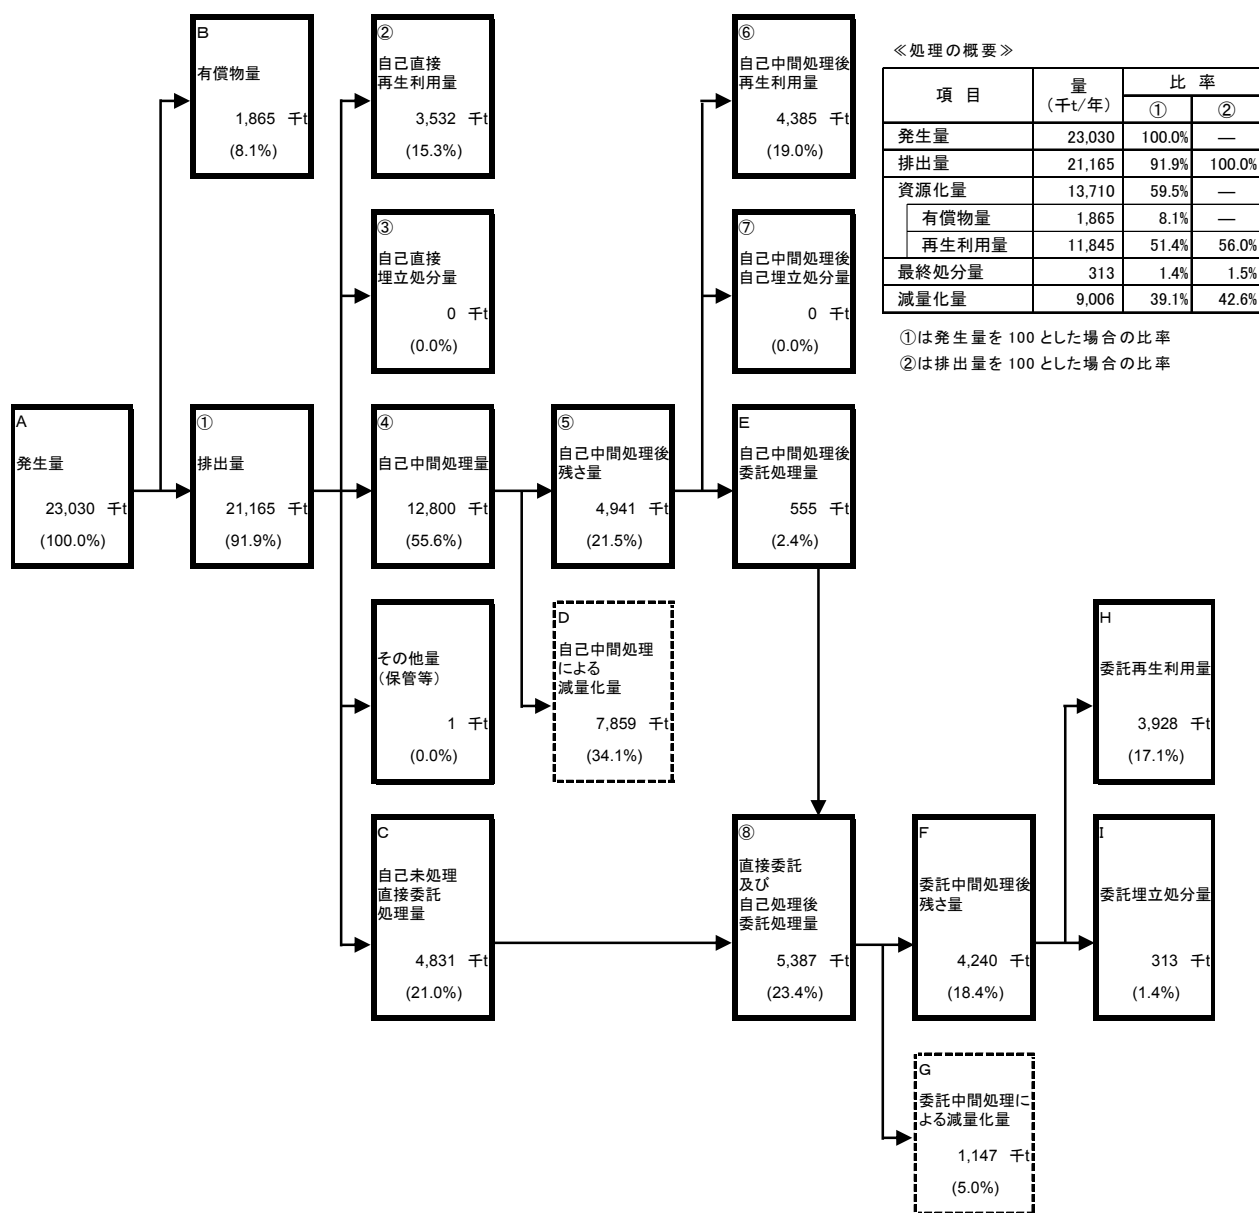 B
有償物量
1,865 千t
(8.1%)
②
自己直接
再生利用量
3,532 千t
(15.3%)
⑥
自己中間処理後
再生利用量
4,385 千t
(19.0%)
≪処理の概要≫
項 目 量 (千t/年) 比 率
① ②
発生量 23,030 100.0% —
排出量 21,165 91.9% 100.0%
資源化量 13,710 59.5% —
有償物量 1,865 8.1% —
再生利用量 11,845 51.4% 56.0%
最終処分量 313 1.4% 1.5%
減量化量 9,006 39.1% 42.6%
①は発生量を 100 とした場合の比率
②は排出量を 100 とした場合の比率
③
自己直接
埋立処分量
0 千t
(0.0%)
⑦
自己中間処理後
自己埋立処分量
0 千t
(0.0%)
A
発生量
23,030 千t
(100.0%)
①
排出量
21,165 千t
(91.9%)
④
自己中間処理量
12,800 千t
(55.6%)
⑤
自己中間処理後
残さ量
4,941 千t
(21.5%)
E
自己中間処理後
委託処理量
555 千t
(2.4%)
その他量
(保管等)
1 千t
(0.0%)
D
自己中間処理
による
減量化量
7,859 千t
(34.1%)
H
委託再生利用量
3,928 千t
(17.1%)
C
自己未処理
直接委託
処理量
4,831 千t
(21.0%)
⑧
直接委託
及び
自己処理後
委託処理量
5,387 千t
(23.4%)
F
委託中間処理後
残さ量
4,240 千t
(18.4%)
I
委託埋立処分量
313 千t
(1.4%)
G
委託中間処理に
よる減量化量
1,147 千t
(5.0%)